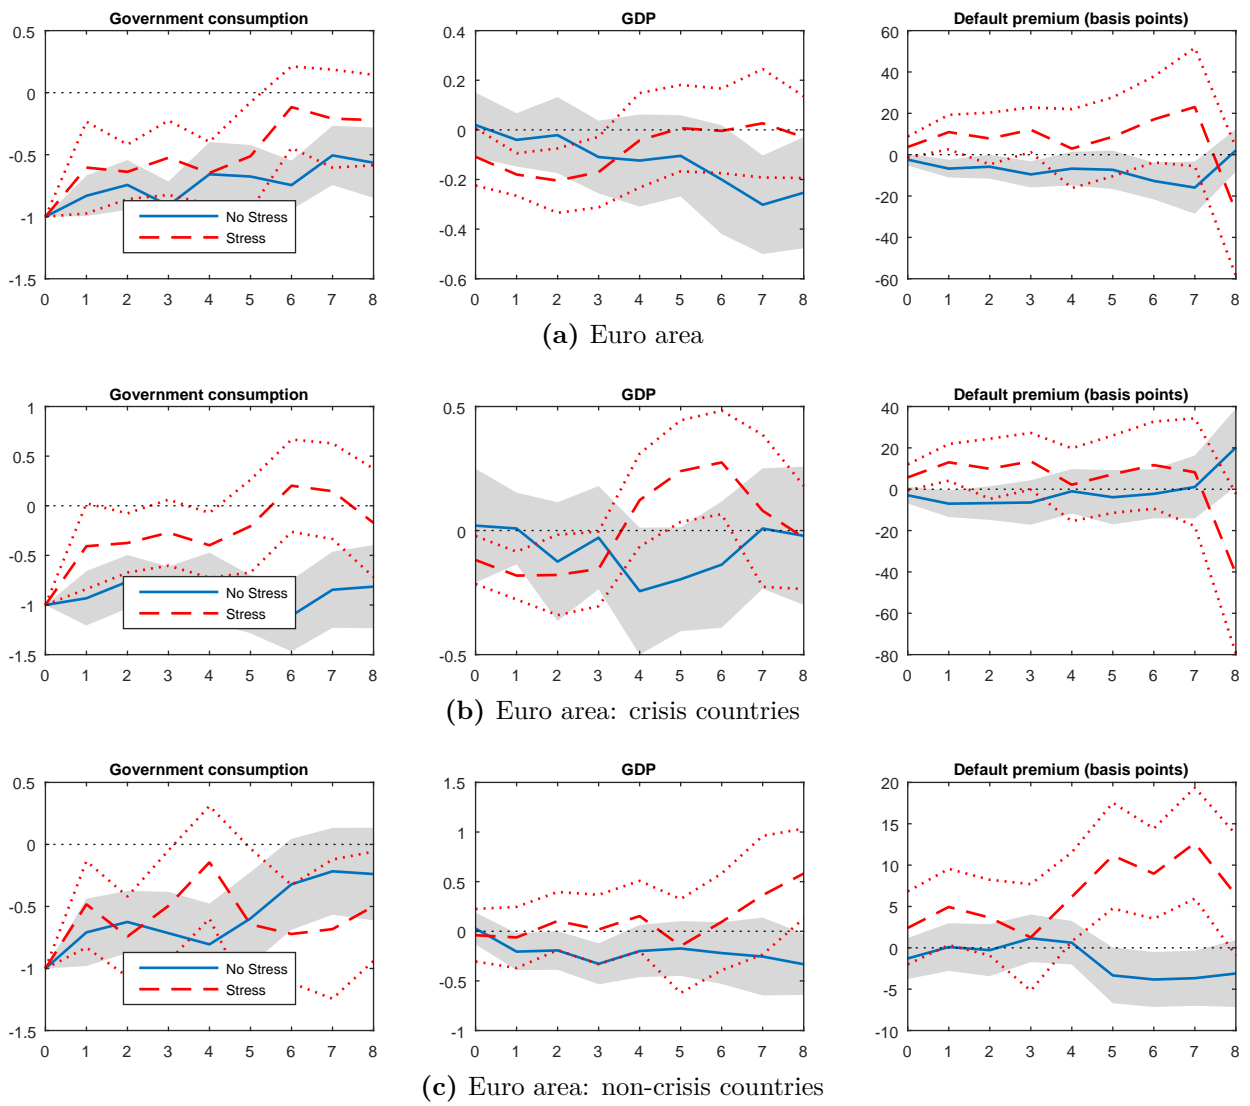 Government consumption
0.5
0
-0.5
-1
-1.5
0 1 2 3 4 5 6 7 8
No Stress
Stress
GDP
0.4
0.2
0
-0.2
-0.4
-0.6
0 1 2 3 4 5 6 7 8
Default premium (basis points)
60
40
20
0
-20
-40
-60
0 1 2 3 4 5 6 7 8
(a) Euro area
Government consumption
1
0.5
0
-0.5
-1
-1.5
0 1 2 3 4 5 6 7 8
No Stress
Stress
GDP
0.5
0
-0.5
0 1 2 3 4 5 6 7 8
Default premium (basis points)
40
20
0
-20
-40
-60
-80
0 1 2 3 4 5 6 7 8
(b) Euro area: crisis countries
Government consumption
0.5
0
-0.5
-1
-1.5
0 1 2 3 4 5 6 7 8
No Stress
Stress
GDP
1.5
1
0.5
0
-0.5
-1
0 1 2 3 4 5 6 7 8
Default premium (basis points)
20
15
10
5
0
-5
-10
0 1 2 3 4 5 6 7 8
(c) Euro area: non-crisis countries